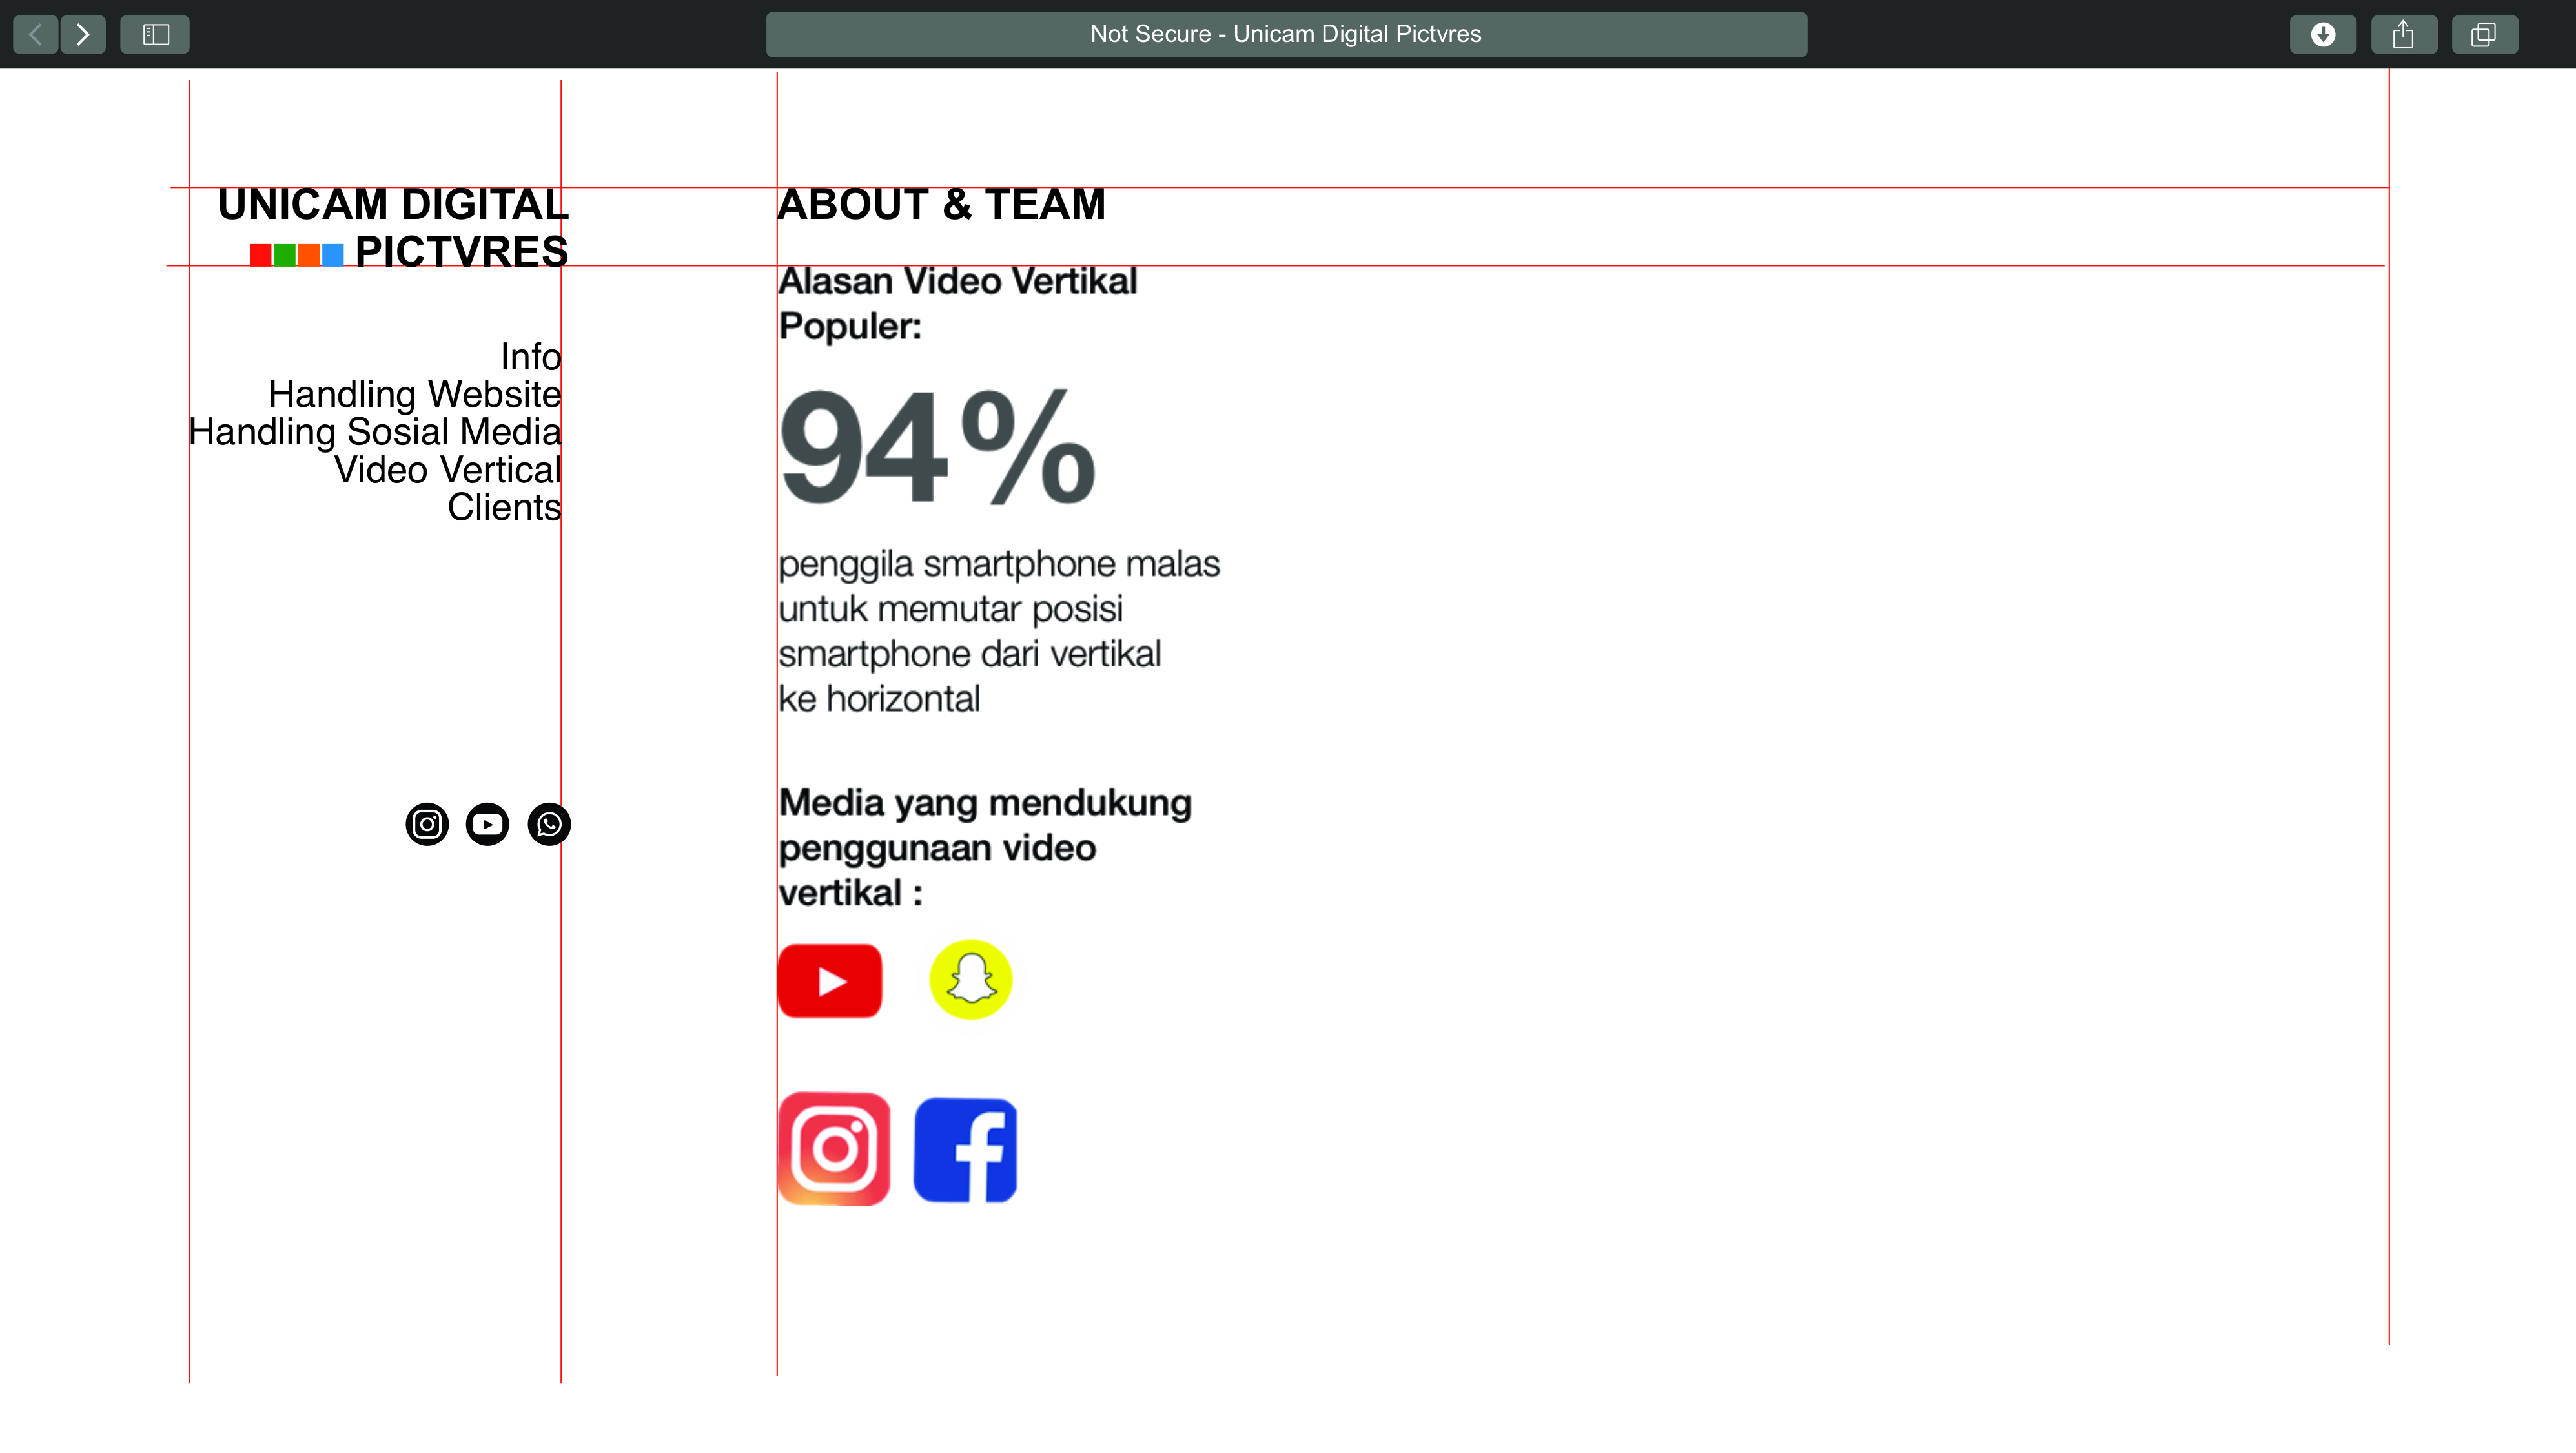 Not Secure - Unicam Digital Pictvres
UNICAM DIGITAL
PICTVRES
Info
Handling Website
Handling Sosial Media
Video Vertical
Clients
ABOUT & TEAM
Alasan Video Vertikal
Populer:
94%
penggila smartphone malas
untuk memutar posisi
smartphone dari vertikal
ke horizontal
Media yang mendukung
penggunaan video
vertikal :